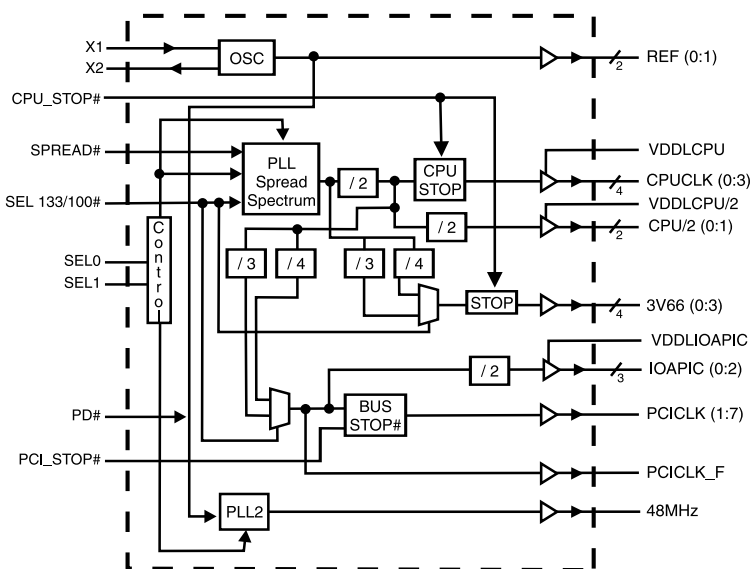 X1
X2
OSC
REF (0:1)
2
CPU_STOP#
SPREAD#
VDDLCPU
PLL
Spread
Spectrum
/ 2
CPU
STOP
CPUCLK (0:3)
4
SEL 133/100#
VDDLCPU/2
/ 2
CPU/2 (0:1)
2
Contro
/ 3
/ 4
/ 3
/ 4
SEL0
SEL1
STOP
3V66 (0:3)
4
VDDLIOAPIC
/ 2
IOAPIC (0:2)
3
PD#
BUS
STOP#
PCICLK (1:7)
PCI_STOP#
PCICLK_F
PLL2
48MHz